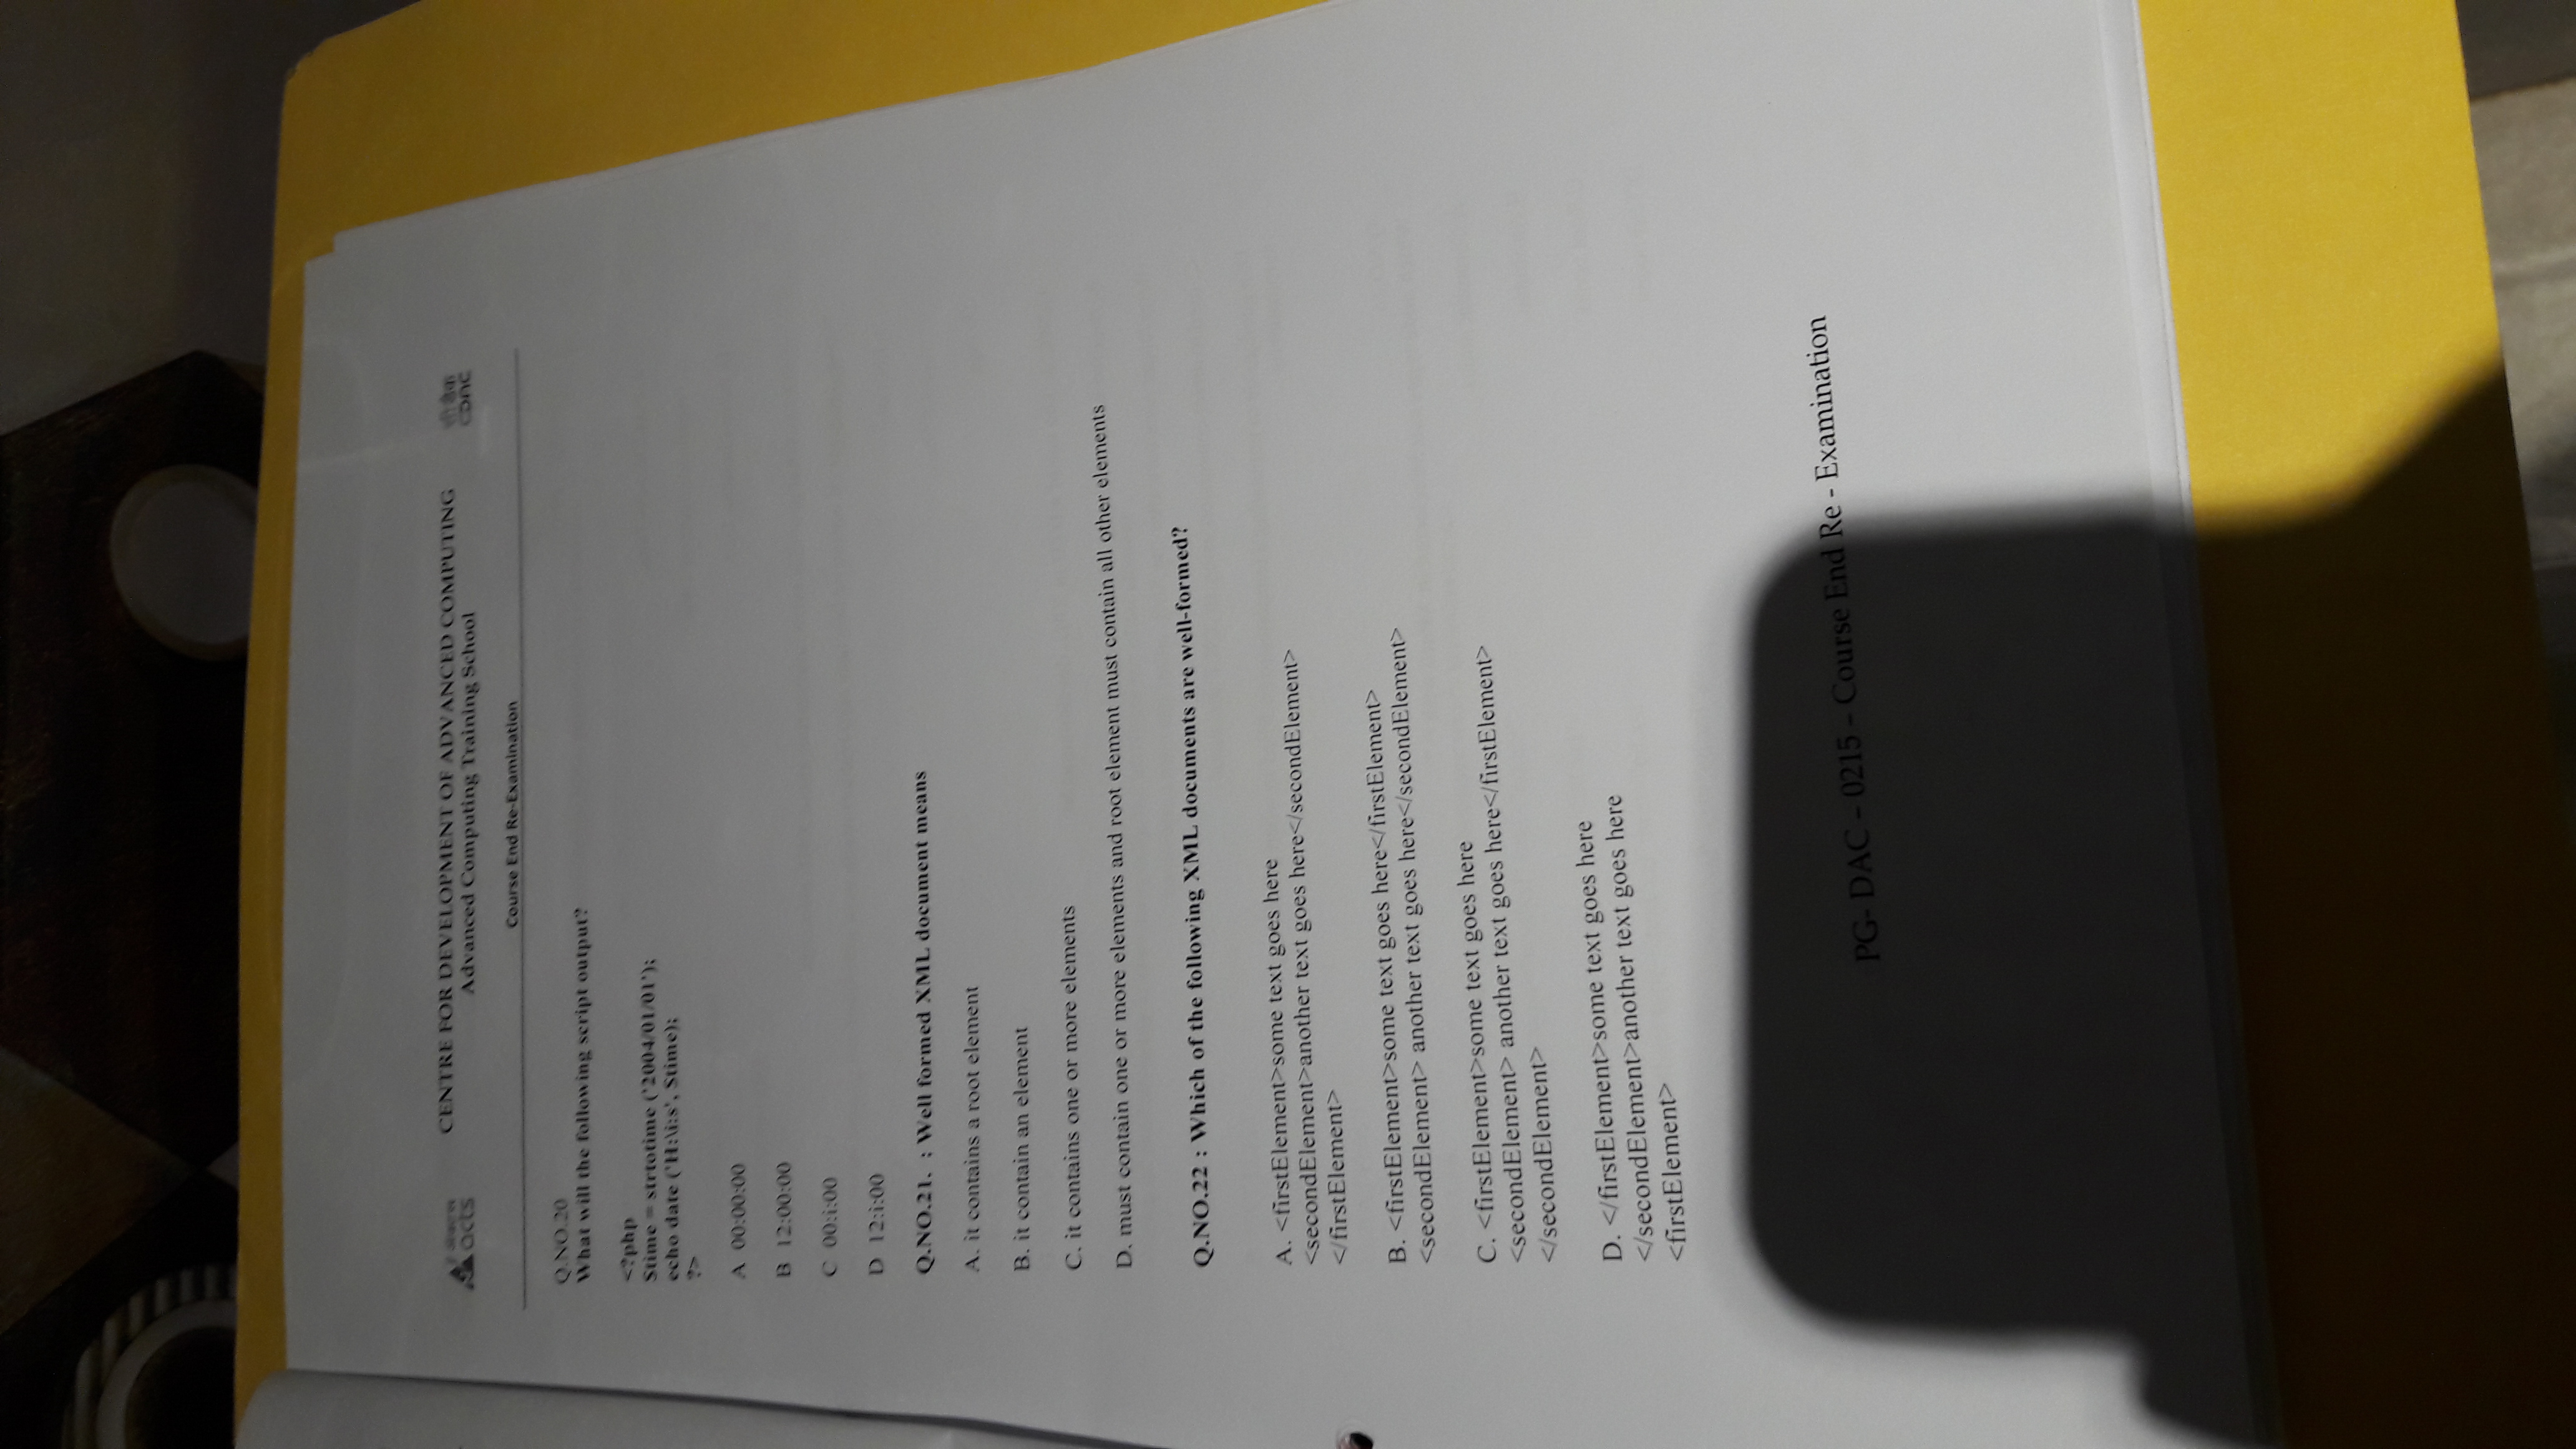 एक्ट्स
acts
CENTRE FOR DEVELOPMENT OF ADVANCED COMPUTING
Advanced Computing Training School
सी डैक
CDAC
Course End Re-Examination
Q.NO.20
What will the following script output?
<?php
$time = strtotime ('2004/01/01');
echo date ('H:\i:s', $time);
?>
A 00:00:00
B 12:00:00
C 00:i:00
D 12:i:00
Q.NO.21. : Well formed XML document means
A. it contains a root element
B. it contain an element
C. it contains one or more elements
D. must contain one or more elements and root element must contain all other elements
Q.NO.22 : Which of the following XML documents are well-formed?
A. <firstElement>some text goes here
<secondElement>another text goes here</secondElement>
</firstElement>
B. <firstElement>some text goes here</firstElement>
<secondElement> another text goes here</secondElement>
C. <firstElement>some text goes here
<secondElement> another text goes here</firstElement>
</secondElement>
D. </firstElement>some text goes here
</secondElement>another text goes here
<firstElement>
PG- DAC – 0215 – Course End Re - Examination